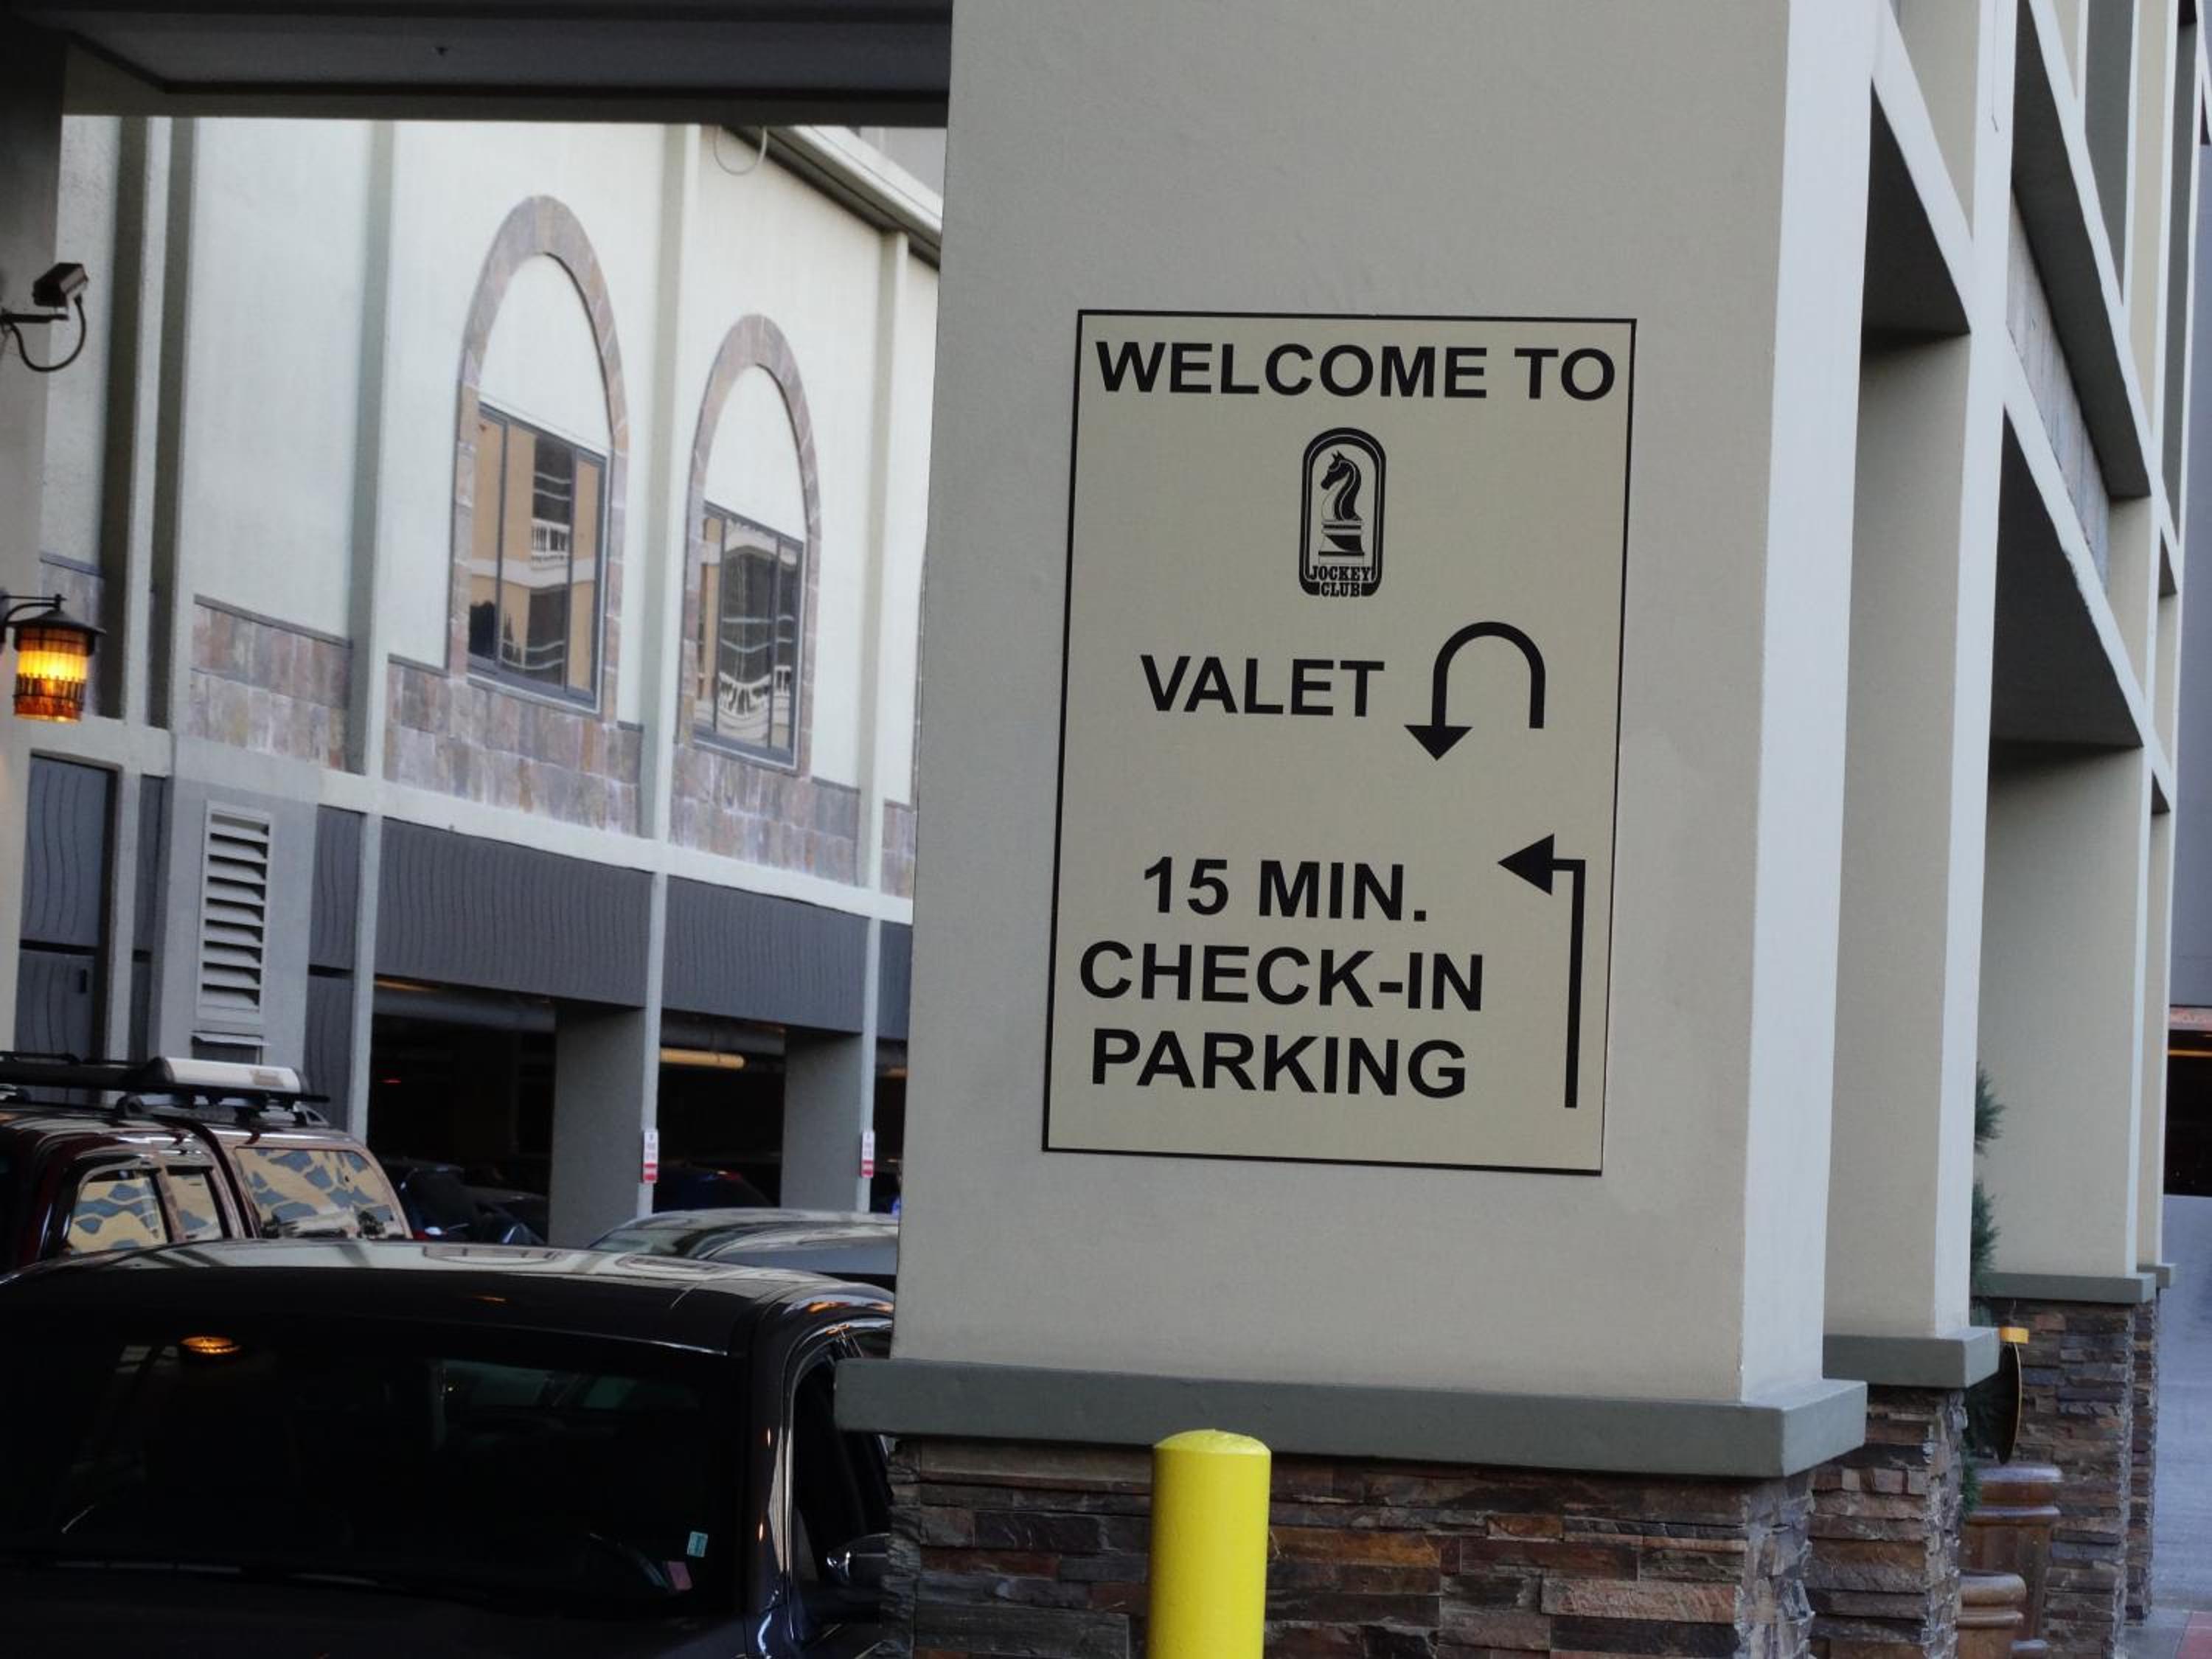 WELCOME TO
JOCKEY
CLUB
VALET
15 MIN.
CHECK-IN
PARKING